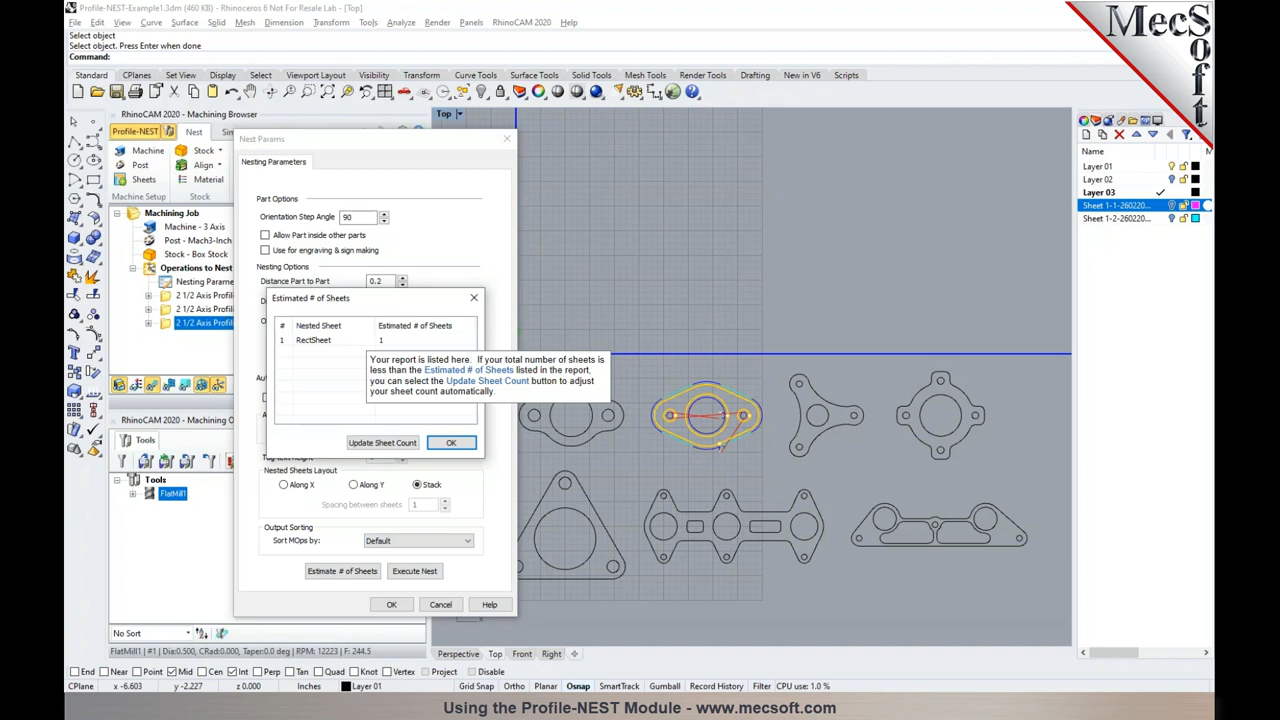 Profile-NEST-Example1.3dm (460 KB) - Rhinoceros 6 Not For Resale Lab - [Top]
File Edit View Curve Surface Solid Mesh Dimension Transform Tools Analyze Render Panels RhinoCAM 2020 Help
Select object
Select object. Press Enter when done
Command:
Standard CPlanes Set View Display Select Viewport Layout Visibility Transform Curve Tools Surface Tools Solid Tools Mesh Tools Render Tools Drafting New in V6 Scripts
RhinoCAM 2020 - Machining Browser
Profile-NEST Nest
Machine Stock
Post Align
Sheets Material
Machine Setup Stock
Machining Job
Machine - 3 Axis
Post - Mach3-Inch
Stock - Box Stock
Operations to Nest
Nesting Parame
2 1/2 Axis Profili
2 1/2 Axis Profili
2 1/2 Axis Profili
RhinoCAM 2020 - M
Tools
Tools
FlatMill1
No Sort
FlatMill1 | #1 | Dia:0.500, CRad:0.000, Taper:0.0 deg | RPM: 12223 | F: 244.5
Nest Params
Nesting Parameters
Part Options
Orientation Step Angle 90
Allow Part inside other parts
Use for engraving & sign making
Nesting Options
Distance Part to Part 0.2
Estimated # of Sheets
# Nested Sheet Estimated # of Sheets
1 RectSheet 1
Your report is listed here. If your total number of sheets is
less than the Estimated # of Sheets listed in the report,
you can select the Update Sheet Count button to adjust
your sheet count automatically.
Update Sheet Count OK
Nested Sheets Layout
Along X Along Y Stack
Spacing between sheets 1
Output Sorting
Sort MOps by: Default
Estimate # of Sheets Execute Nest
OK Cancel Help
Top
Name
Layer 01
Layer 02
Layer 03
Sheet 1-1-260220...
Sheet 1-2-260220...
MecSoft
Perspective Top Front Right
End Near Point Mid Cen Int Perp Tan Quad Knot Vertex Project Disable
CPlane x -6.603 y -2.227 z 0.000 Inches Layer 01 Grid Snap Ortho Planar Osnap SmartTrack Gumball Record History Filter CPU use: 1.0 %
Using the Profile-NEST Module - www.mecsoft.com